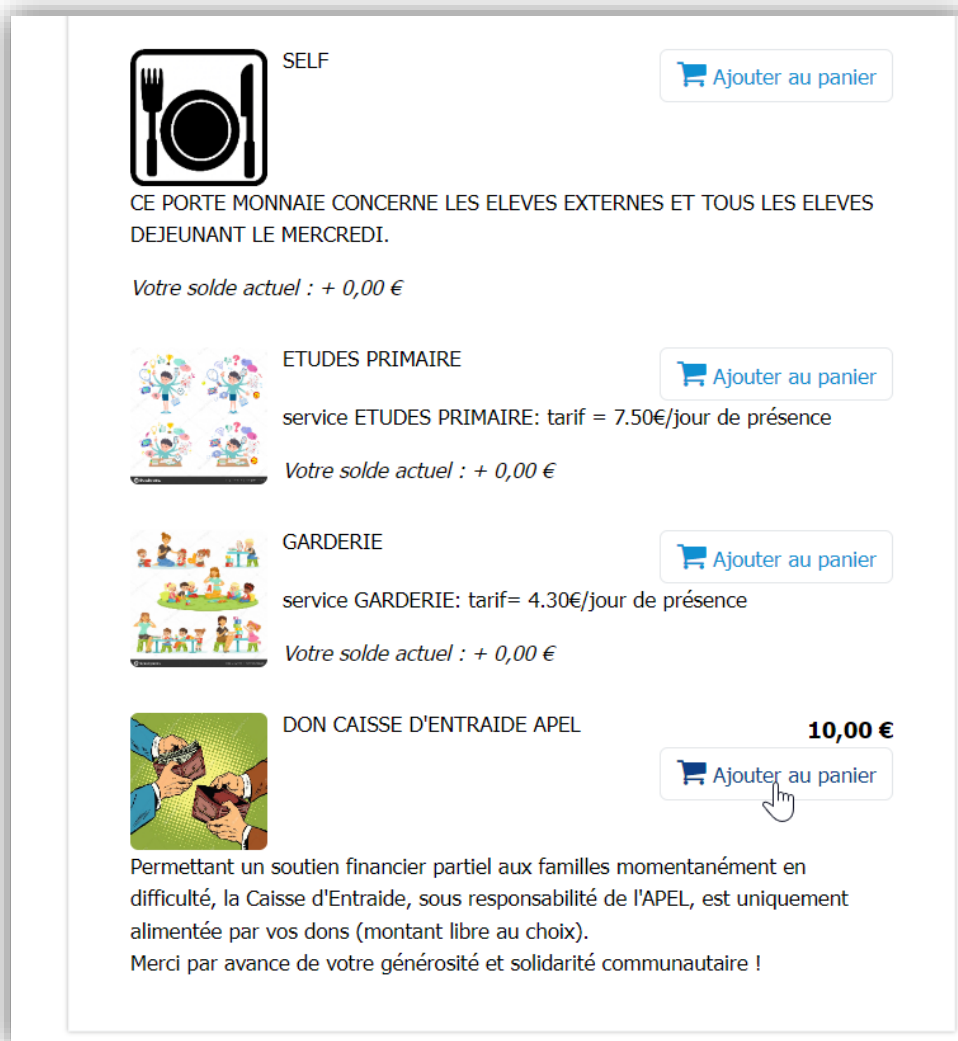 SELF
Ajouter au panier
CE PORTE MONNAIE CONCERNE LES ELEVES EXTERNES ET TOUS LES ELEVES
DEJEUNANT LE MERCREDI.
Votre solde actuel : + 0,00 €
ETUDES PRIMAIRE
Ajouter au panier
service ETUDES PRIMAIRE: tarif = 7.50€/jour de présence
Votre solde actuel : + 0,00 €
GARDERIE
Ajouter au panier
service GARDERIE: tarif= 4.30€/jour de présence
Votre solde actuel : + 0,00 €
DON CAISSE D'ENTRAIDE APEL
10,00 €
Ajouter au panier
Permettant un soutien financier partiel aux familles momentanément en
difficulté, la Caisse d'Entraide, sous responsabilité de l'APEL, est uniquement
alimentée par vos dons (montant libre au choix).
Merci par avance de votre générosité et solidarité communautaire !